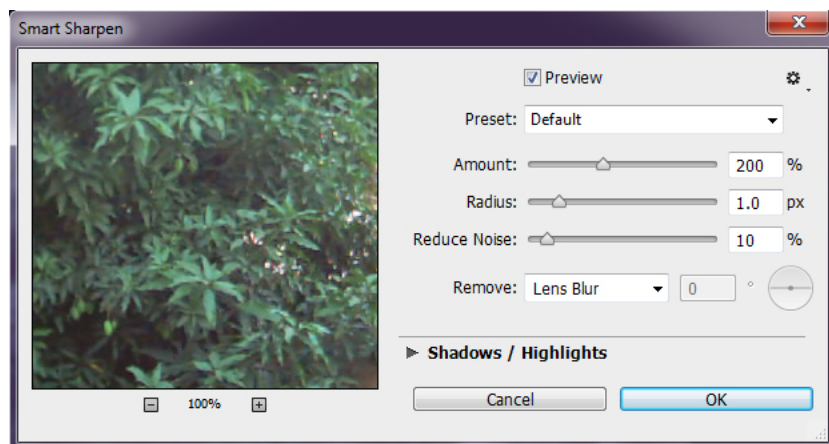 Smart Sharpen
Preview
Preset: Default
Amount: 200 %
Radius: 1.0 px
Reduce Noise: 10 %
Remove: Lens Blur 0 °
Shadows / Highlights
100%
Cancel OK